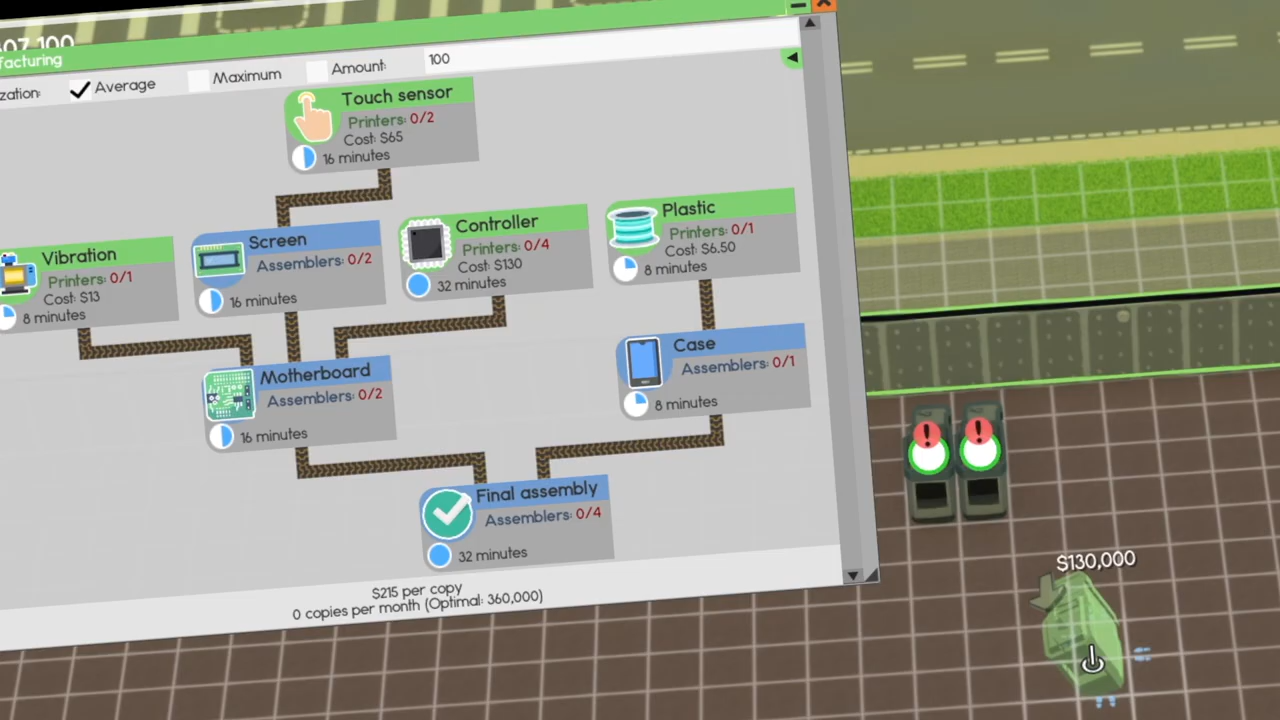 07,100
facturing
zation: Average Maximum Amount: 100
Touch sensor
Printers: 0/2
Cost: $65
16 minutes
Vibration
Printers: 0/1
Cost: $13
8 minutes
Screen
Assemblers: 0/2
16 minutes
Controller
Printers: 0/4
Cost: $130
32 minutes
Plastic
Printers: 0/1
Cost: $6.50
8 minutes
Motherboard
Assemblers: 0/2
16 minutes
Case
Assemblers: 0/1
8 minutes
Final assembly
Assemblers: 0/4
32 minutes
$215 per copy
0 copies per month (Optimal: 360,000)
$130,000